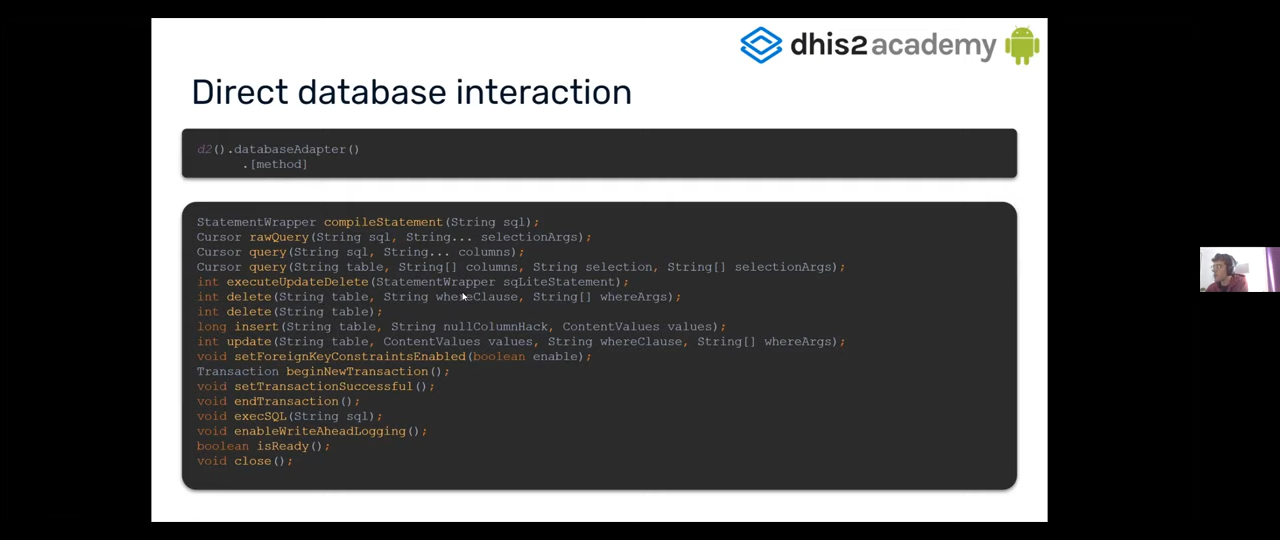 dhis2 academy
Direct database interaction
d2().databaseAdapter()
.[method]
StatementWrapper compileStatement(String sql);
Cursor rawQuery(String sql, String... selectionArgs);
Cursor query(String sql, String... columns);
Cursor query(String table, String[] columns, String selection, String[] selectionArgs);
int executeUpdateDelete(StatementWrapper sqLiteStatement);
int delete(String table, String whereClause, String[] whereArgs);
int delete(String table);
long insert(String table, String nullColumnHack, ContentValues values);
int update(String table, ContentValues values, String whereClause, String[] whereArgs);
void setForeignKeyConstraintsEnabled(boolean enable);
Transaction beginNewTransaction();
void setTransactionSuccessful();
void endTransaction();
void execSQL(String sql);
void enableWriteAheadLogging();
boolean isReady();
void close();